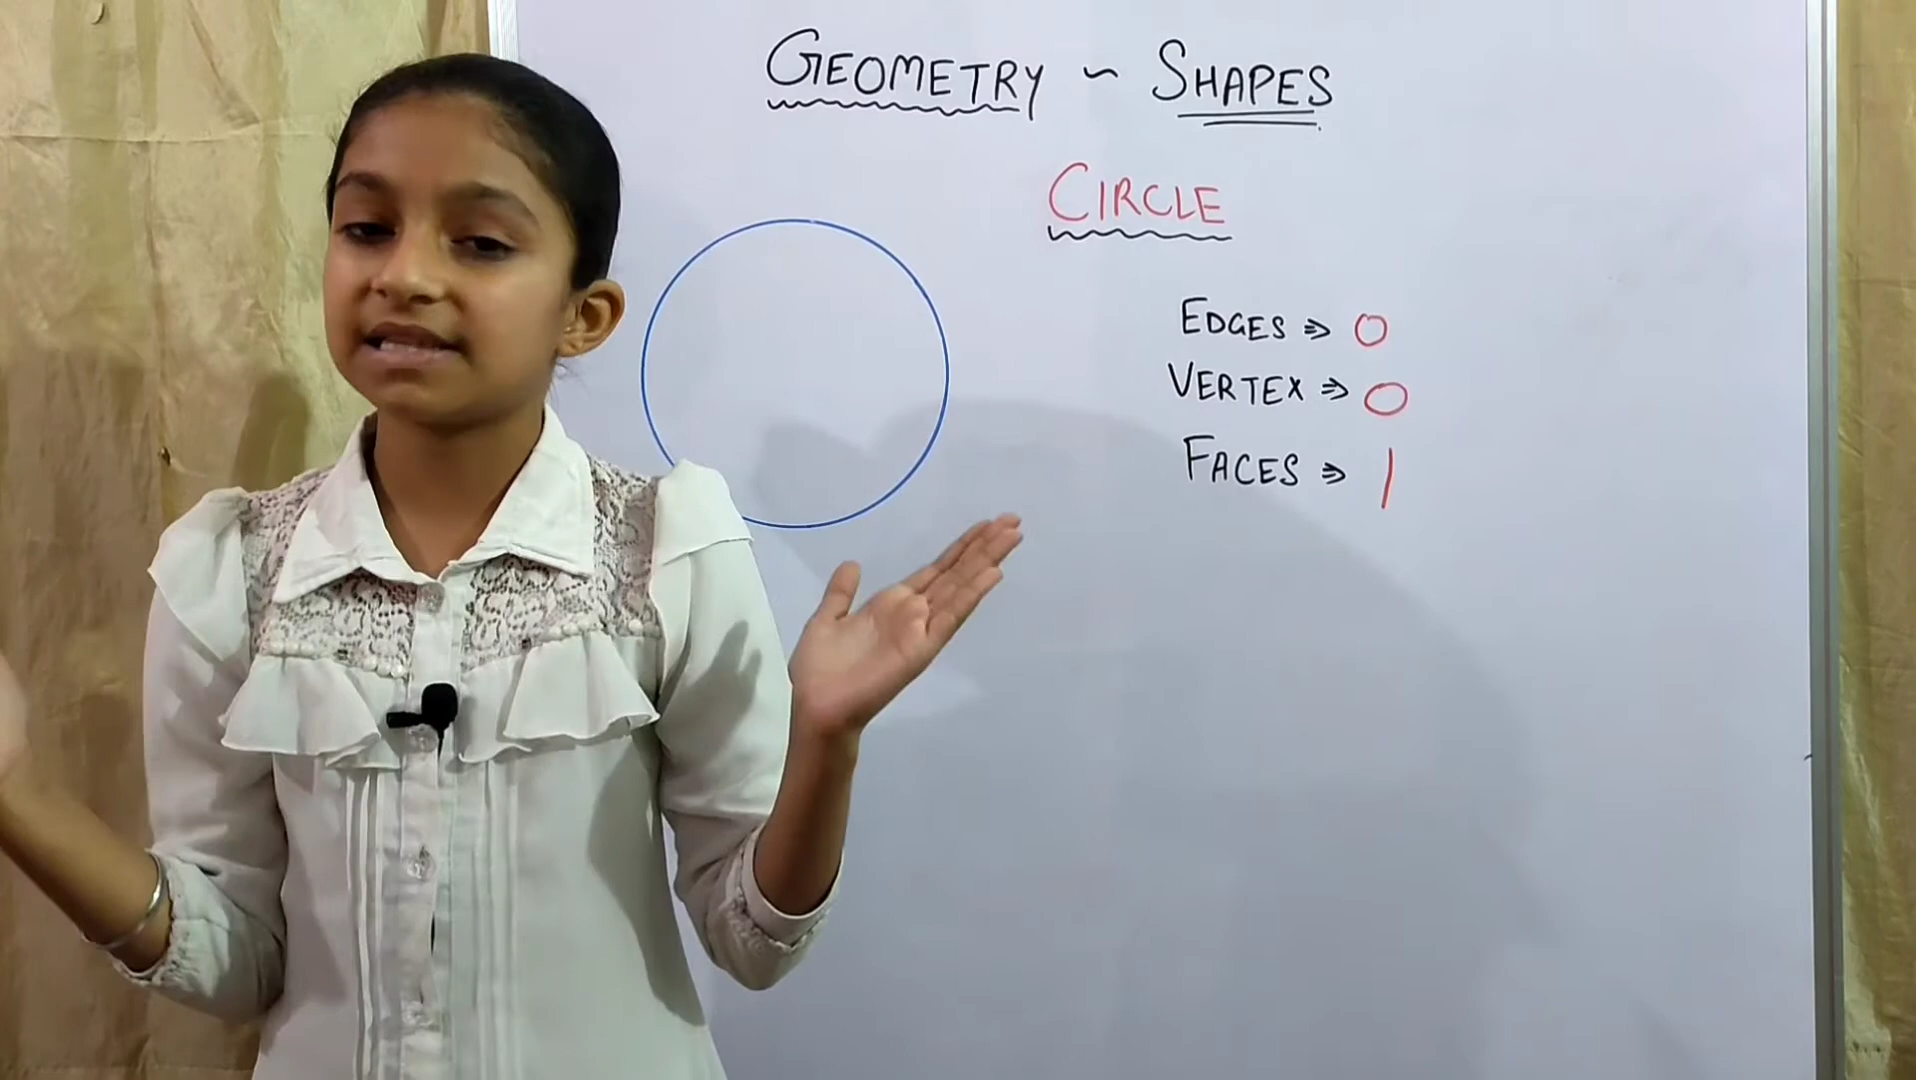 GEOMETRY ~ SHAPES
CIRCLE
EDGES ⇒ 0
VERTEX ⇒ 0
FACES ⇒ 1